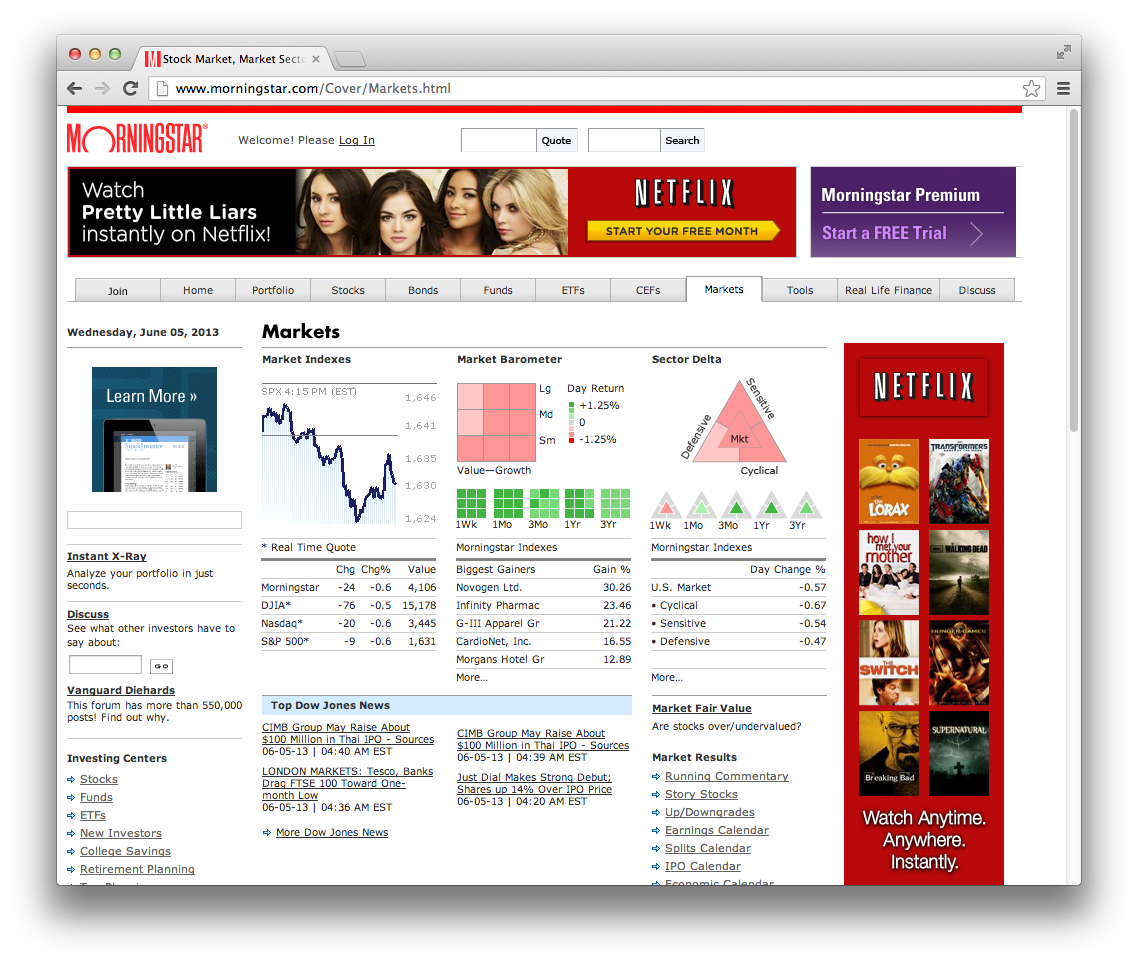 Stock Market, Market Secto
www.morningstar.com/Cover/Markets.html
MORNINGSTAR®
Welcome! Please Log In
Quote
Search
Watch
Pretty Little Liars
instantly on Netflix!
NETFLIX
START YOUR FREE MONTH
Morningstar Premium
Start a FREE Trial
Join Home Portfolio Stocks Bonds Funds ETFs CEFs Markets Tools Real Life Finance Discuss
Wednesday, June 05, 2013
Learn More »
StockInvestor
Instant X-Ray
Analyze your portfolio in just
seconds.
Discuss
See what other investors have to
say about:
GO
Vanguard Diehards
This forum has more than 550,000
posts! Find out why.
Investing Centers
Stocks
Funds
ETFs
New Investors
College Savings
Retirement Planning
Markets
Market Indexes
SPX 4:15 PM (EST)
1,646
1,641
1,635
1,630
1,624
* Real Time Quote
Chg Chg% Value
Morningstar -24 -0.6 4,106
DJIA* -76 -0.5 15,178
Nasdaq* -20 -0.6 3,445
S&P 500* -9 -0.6 1,631
Market Barometer
Lg
Md
Sm
Value—Growth
Day Return
+1.25%
0
-1.25%
1Wk 1Mo 3Mo 1Yr 3Yr
Morningstar Indexes
Biggest Gainers Gain %
Novogen Ltd. 30.26
Infinity Pharmac 23.46
G-III Apparel Gr 21.22
CardioNet, Inc. 16.55
Morgans Hotel Gr 12.89
More...
Sector Delta
Sensitive
Defensive
Mkt
Cyclical
1Wk 1Mo 3Mo 1Yr 3Yr
Morningstar Indexes
Day Change %
U.S. Market -0.57
• Cyclical -0.67
• Sensitive -0.54
• Defensive -0.47
More...
Top Dow Jones News
CIMB Group May Raise About
$100 Million in Thai IPO - Sources
06-05-13 | 04:40 AM EST
LONDON MARKETS: Tesco, Banks
Drag FTSE 100 Toward One-
month Low
06-05-13 | 04:36 AM EST
More Dow Jones News
CIMB Group May Raise About
$100 Million in Thai IPO - Sources
06-05-13 | 04:39 AM EST
Just Dial Makes Strong Debut;
Shares up 14% Over IPO Price
06-05-13 | 04:20 AM EST
Market Fair Value
Are stocks over/undervalued?
Market Results
Running Commentary
Story Stocks
Up/Downgrades
Earnings Calendar
Splits Calendar
IPO Calendar
Economic Calendar
NETFLIX
THE LORAX
TRANSFORMERS
how i met your mother
THE WALKING DEAD
THE SWITCH
THE HUNGER GAMES
Breaking Bad
SUPERNATURAL
Watch Anytime.
Anywhere.
Instantly.